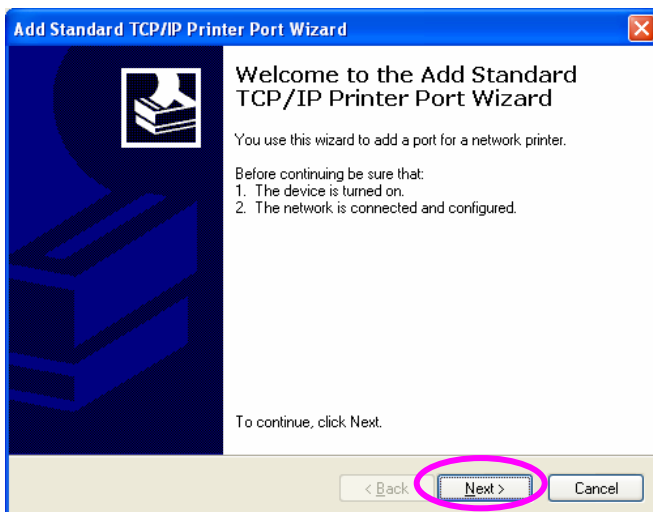 Add Standard TCP/IP Printer Port Wizard
Welcome to the Add Standard
TCP/IP Printer Port Wizard
You use this wizard to add a port for a network printer.
Before continuing be sure that:
1. The device is turned on.
2. The network is connected and configured.
To continue, click Next.
< Back Next > Cancel